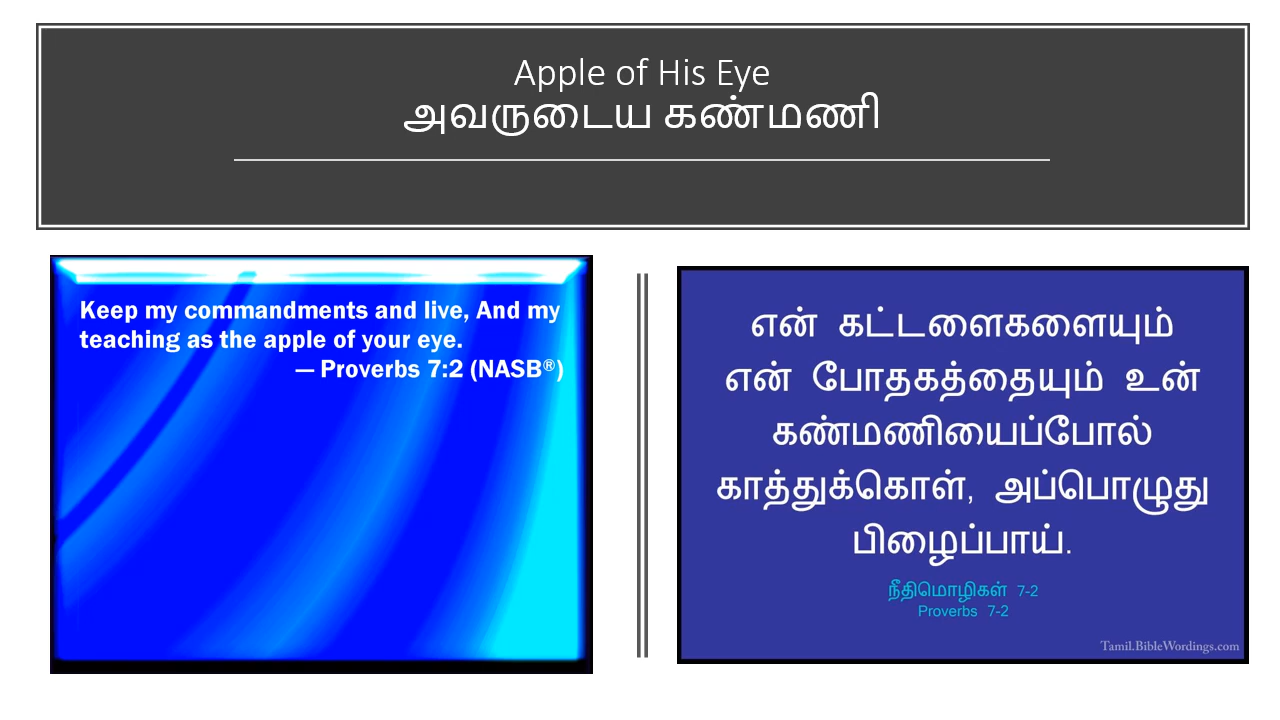 Apple of His Eye
அவருடைய கண்மணி
Keep my commandments and live, And my
teaching as the apple of your eye.
— Proverbs 7:2 (NASB®)
என் கட்டளைகளையும்
என் போதகத்தையும் உன்
கண்மணியைப்போல்
காத்துக்கொள், அப்பொழுது
பிழைப்பாய்.
நீதிமொழிகள் 7-2
Proverbs 7-2
Tamil.BibleWordings.com